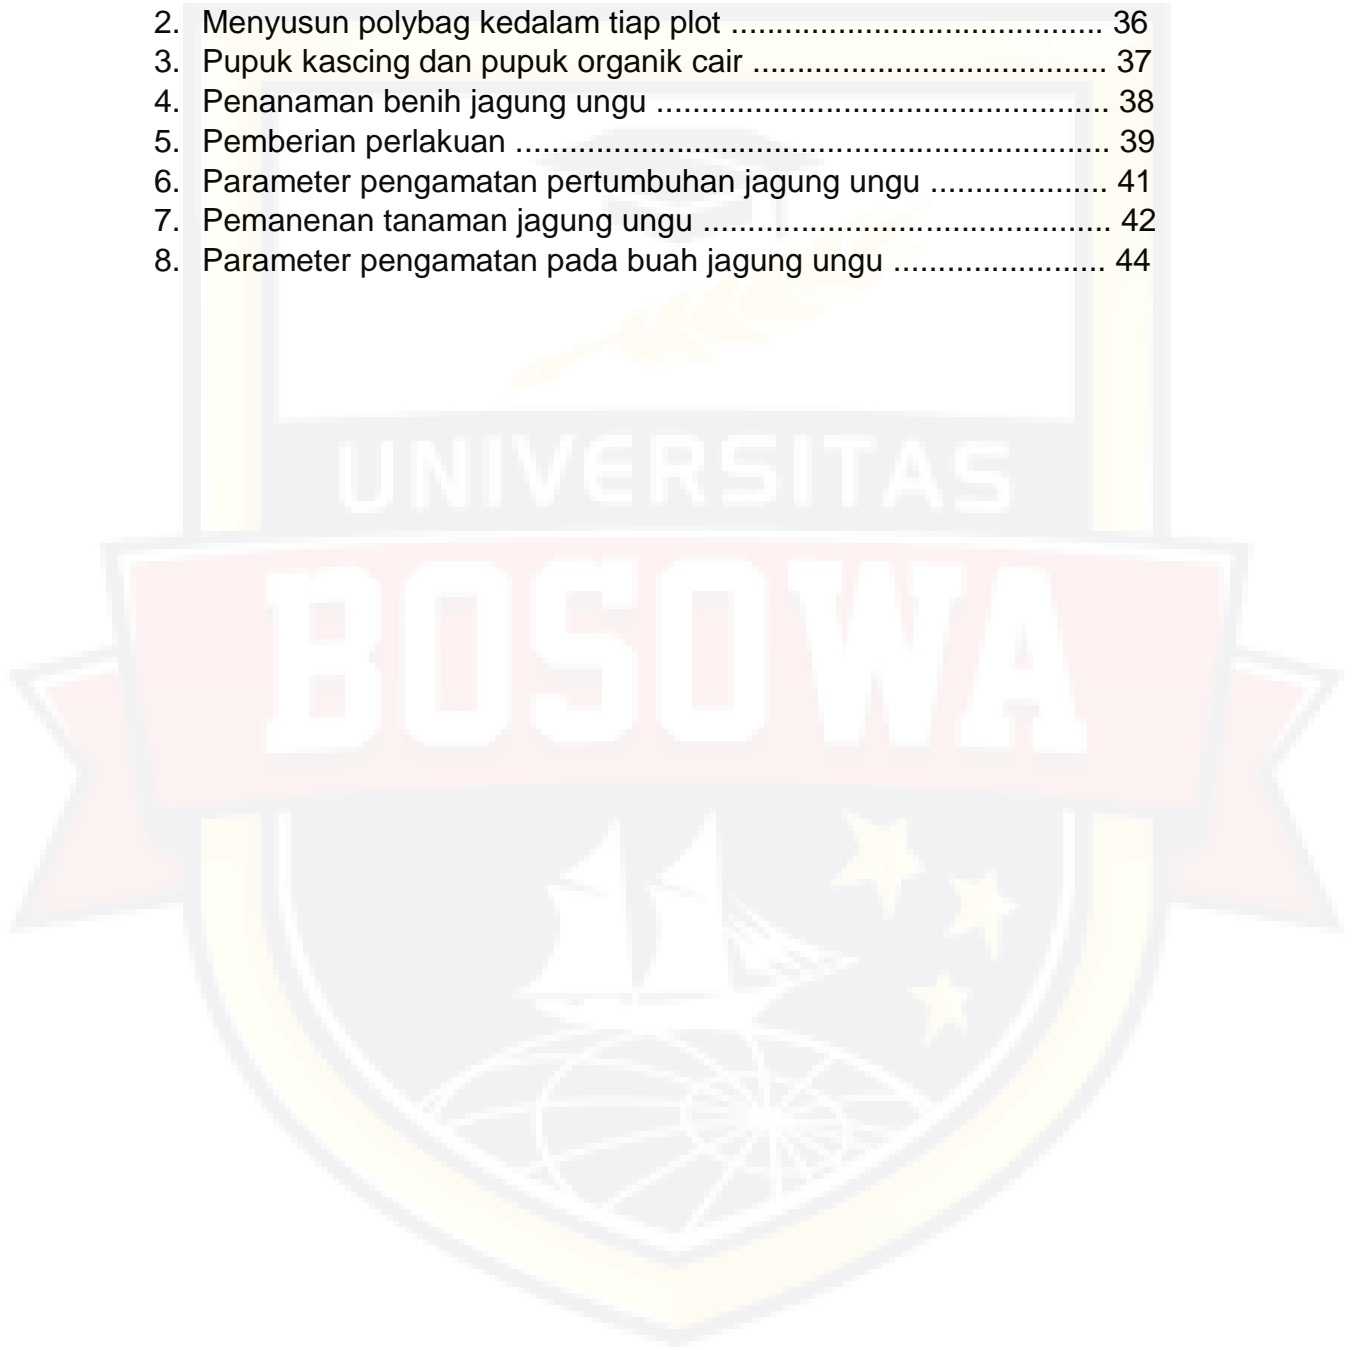 2. Menyusun polybag kedalam tiap plot .......................................... 36
3. Pupuk kascing dan pupuk organik cair ........................................ 37
4. Penanaman benih jagung ungu ................................................... 38
5. Pemberian perlakuan .................................................................. 39
6. Parameter pengamatan pertumbuhan jagung ungu .................... 41
7. Pemanenan tanaman jagung ungu .............................................. 42
8. Parameter pengamatan pada buah jagung ungu ........................ 44
UNIVERSITAS
BOSOWA